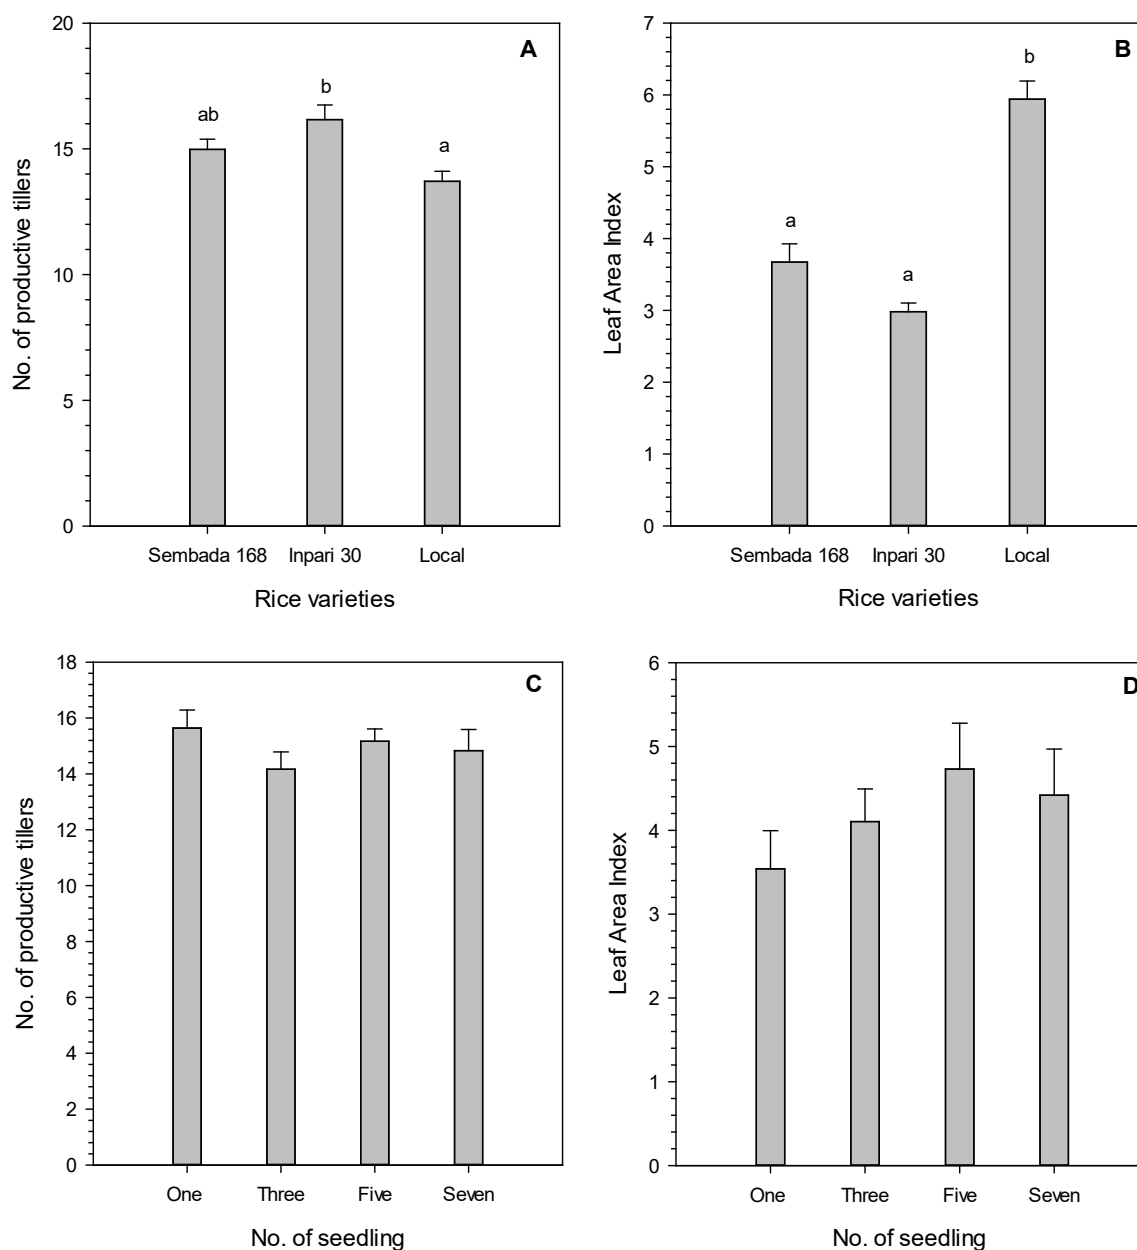 A
No. of productive tillers
20
15
10
5
0
ab
b
a
Sembada 168 Inpari 30 Local
Rice varieties
B
Leaf Area Index
7
6
5
4
3
2
1
0
a
a
b
Sembada 168 Inpari 30 Local
Rice varieties
C
No. of productive tillers
18
16
14
12
10
8
6
4
2
0
One Three Five Seven
No. of seedling
D
Leaf Area Index
6
5
4
3
2
1
0
One Three Five Seven
No. of seedling